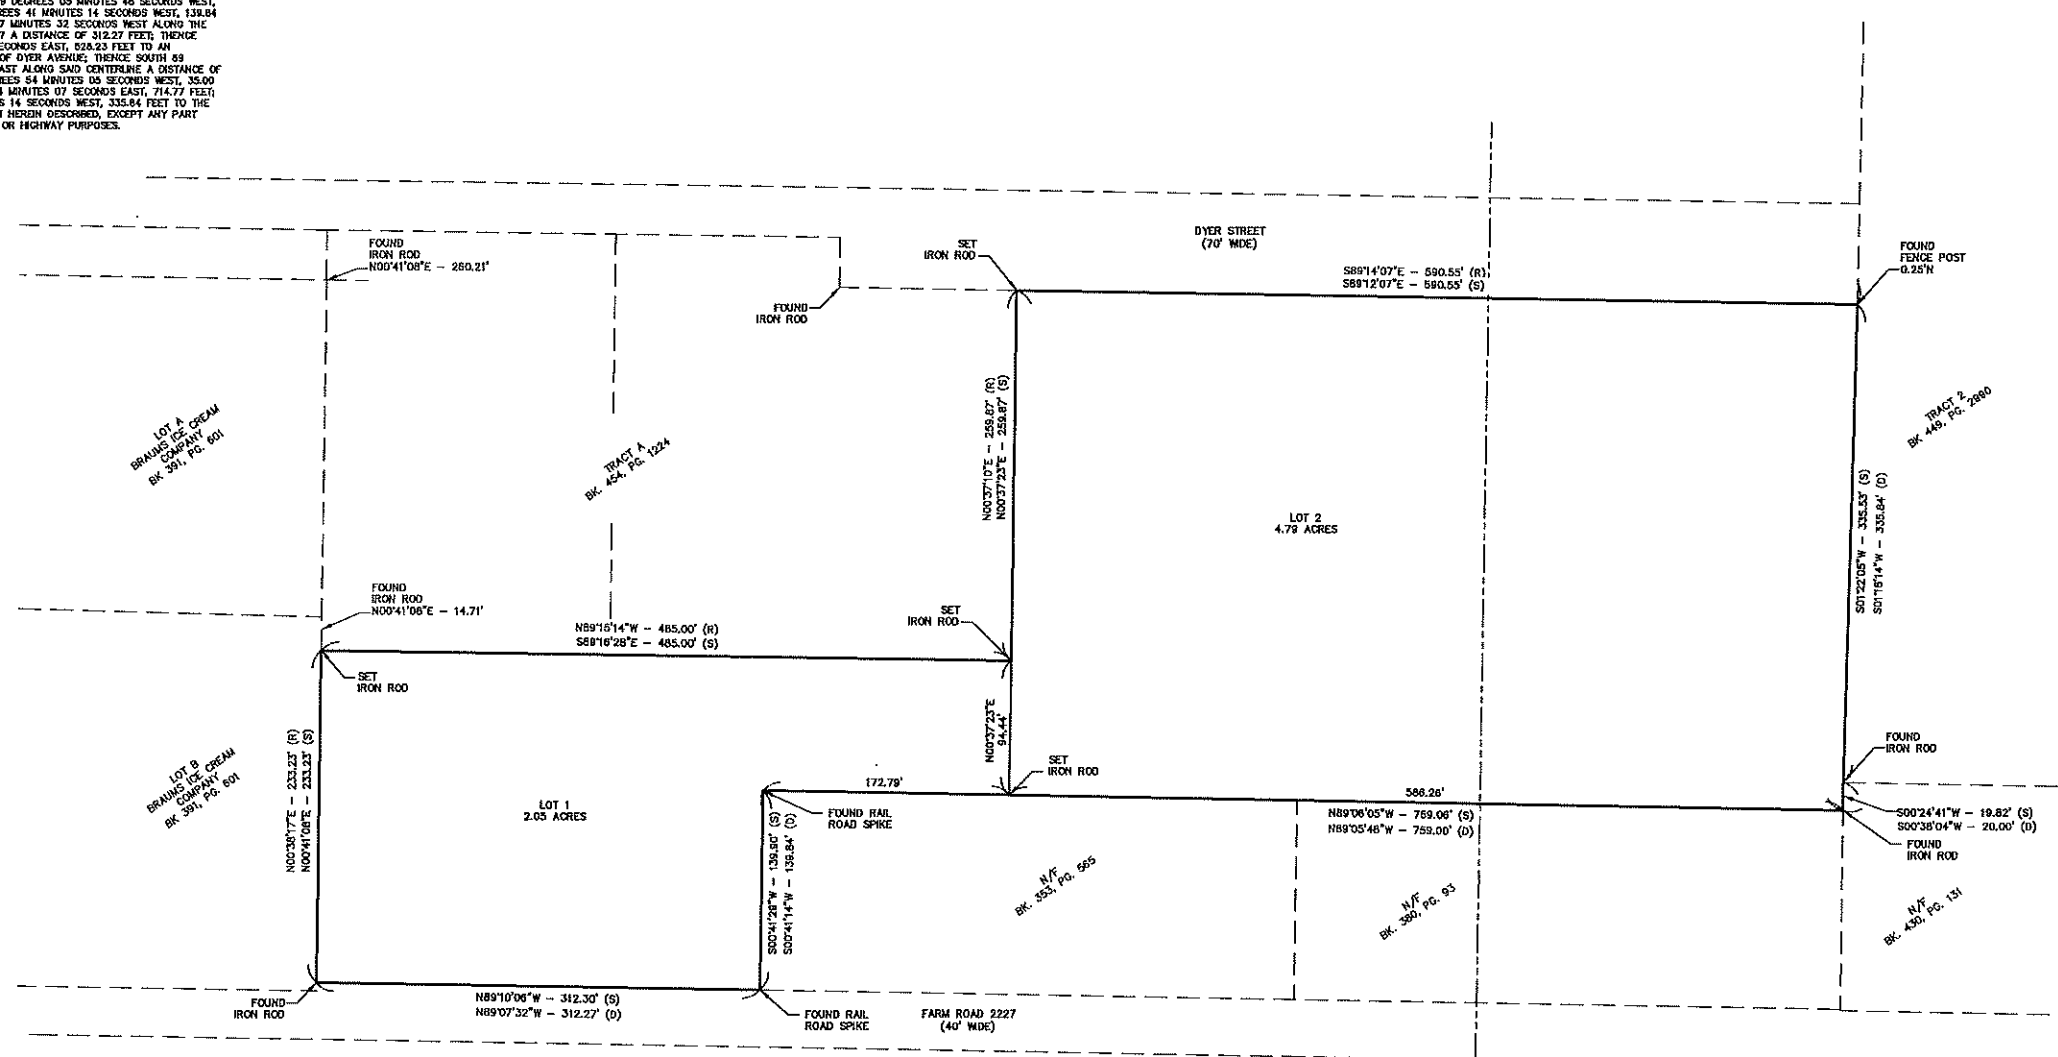 9 DEGREES 05 MINUTES 48 SECONDS WEST,
REES 41 MINUTES 14 SECONDS WEST, 139.84
7 MINUTES 32 SECONDS WEST ALONG THE
7 A DISTANCE OF 312.27 FEET; THENCE
ECONDS EAST, 628.23 FEET TO AN
OF DYER AVENUE; THENCE SOUTH 89
AST ALONG SAID CENTERLINE A DISTANCE OF
REES 54 MINUTES 05 SECONDS WEST, 35.00
4 MINUTES 07 SECONDS EAST, 714.77 FEET;
S 14 SECONDS WEST, 335.84 FEET TO THE
T HEREIN DESCRIBED, EXCEPT ANY PART
OR HIGHWAY PURPOSES.
DYER STREET
(70' WIDE)
FOUND
IRON ROD
N00°41'08"E - 260.21'
SET
IRON ROD
FOUND
FENCE POST
0.25'N
S89°14'07"E - 590.55' (R)
S89°12'07"E - 590.55' (S)
FOUND
IRON ROD
LOT A
BRAUMS ICE CREAM
COMPANY
BK 391, PG. 601
TRACT A
BK. 454, PG. 1224
N00°37'10"E - 259.87' (R)
N00°37'23"E - 259.87' (S)
LOT 2
4.79 ACRES
TRACT 2
BK 449, PG. 2890
S01°22'05"W - 335.53' (S)
S01°16'14"W - 335.84' (D)
FOUND
IRON ROD
N00°41'08"E - 14.71'
N89°15'14"W - 485.00' (R)
S89°16'28"E - 485.00' (S)
SET
IRON ROD
SET
IRON ROD
N00°37'23"E
94.44'
LOT B
BRAUMS ICE CREAM
COMPANY
BK 391, PG. 601
N00°38'17"E - 233.23' (R)
N00°41'08"E - 233.23' (S)
LOT 1
2.05 ACRES
172.79'
SET
IRON ROD
FOUND RAIL
ROAD SPIKE
586.26'
N89°06'05"W - 759.06' (S)
N89°05'48"W - 759.00' (D)
FOUND
IRON ROD
S00°24'41"W - 19.82' (S)
S00°38'04"W - 20.00' (D)
FOUND
IRON ROD
S00°41'28"W - 139.90' (S)
S00°41'14"W - 139.84' (D)
N/F
BK. 353, PG. 565
N/F
BK. 380, PG. 93
N/F
BK. 430, PG. 131
FOUND
IRON ROD
N89°10'06"W - 312.30' (S)
N89°07'32"W - 312.27' (D)
FOUND RAIL
ROAD SPIKE
FARM ROAD 2227
(40' WIDE)